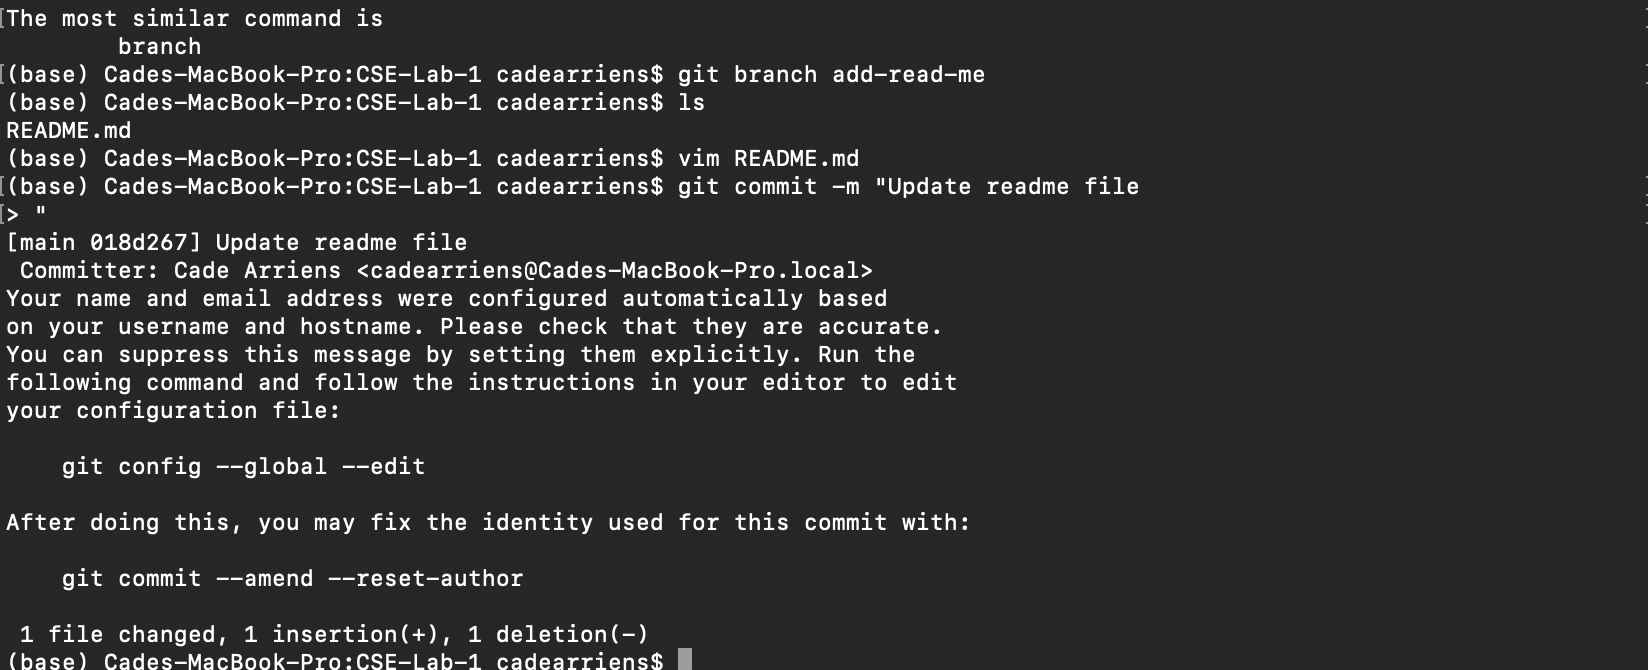 [The most similar command is
branch
[(base) Cades-MacBook-Pro:CSE-Lab-1 cadearriens$ git branch add-read-me
(base) Cades-MacBook-Pro:CSE-Lab-1 cadearriens$ ls
README.md
(base) Cades-MacBook-Pro:CSE-Lab-1 cadearriens$ vim README.md
[(base) Cades-MacBook-Pro:CSE-Lab-1 cadearriens$ git commit -m "Update readme file
[> "
[main 018d267] Update readme file
Committer: Cade Arriens <cadearriens@Cades-MacBook-Pro.local>
Your name and email address were configured automatically based
on your username and hostname. Please check that they are accurate.
You can suppress this message by setting them explicitly. Run the
following command and follow the instructions in your editor to edit
your configuration file:
git config --global --edit
After doing this, you may fix the identity used for this commit with:
git commit --amend --reset-author
1 file changed, 1 insertion(+), 1 deletion(-)
(base) Cades-MacBook-Pro:CSE-Lab-1 cadearriens$